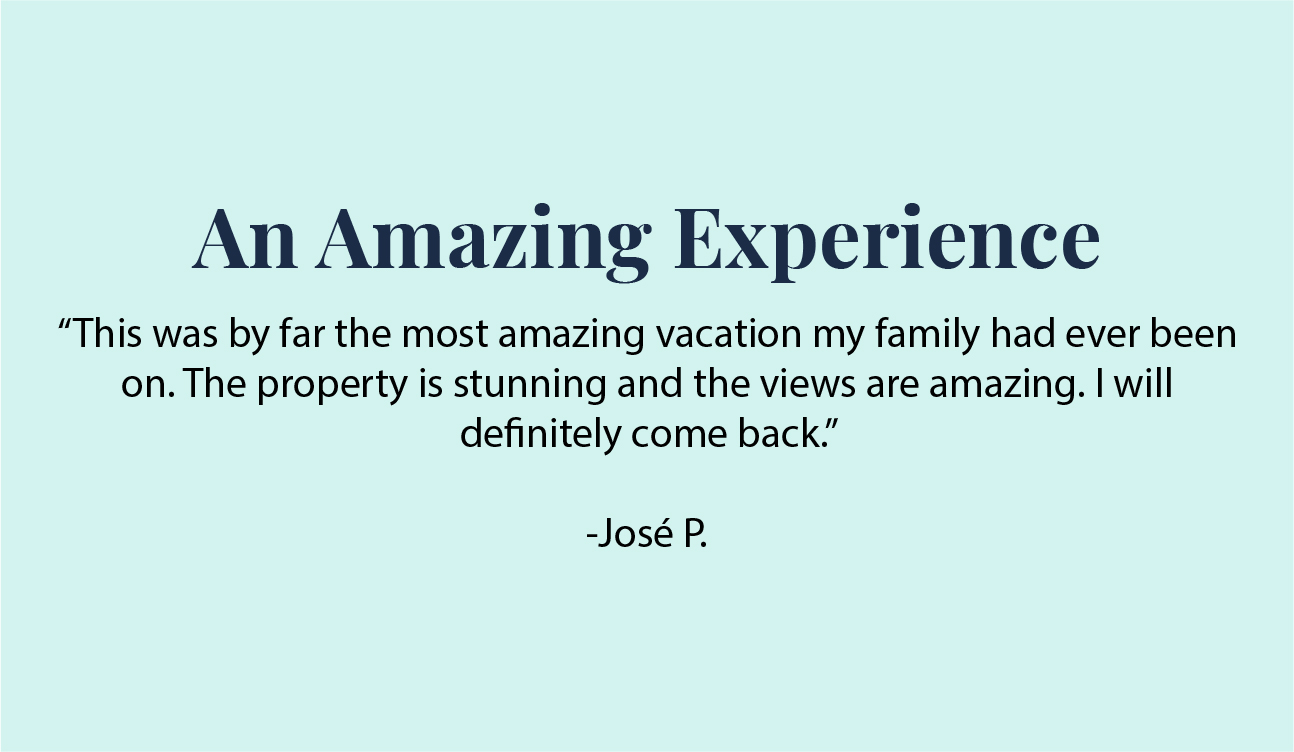 An Amazing Experience
“This was by far the most amazing vacation my family had ever been
on. The property is stunning and the views are amazing. I will
definitely come back.”
-José P.